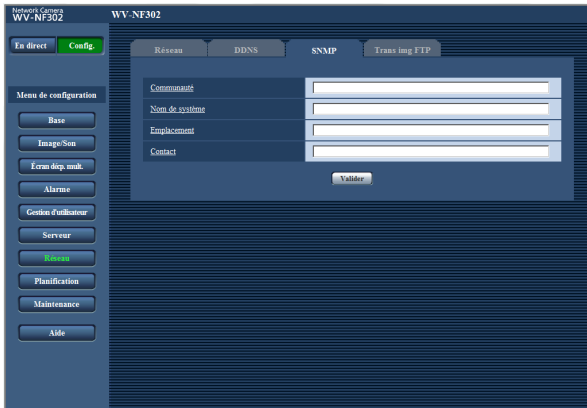 Network Camera
WV-NF302
WV-NF302
En direct
Config.
Réseau
DDNS
SNMP
Trans img FTP
Menu de configuration
Base
Image/Son
Écran déçp. mult.
Alarme
Gestion d'utilisateur
Serveur
Réseau
Planification
Maintenance
Aide
Communauté
Nom de système
Emplacement
Contact
Valider